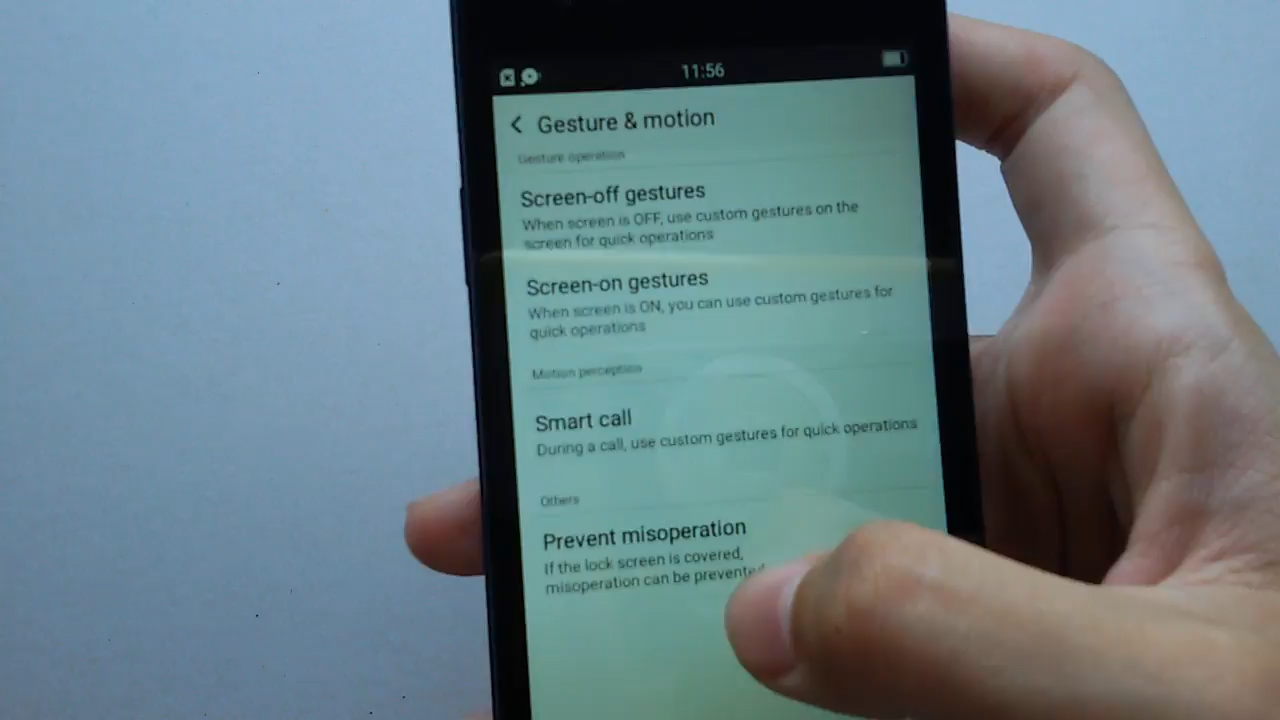 11:56
Gesture & motion
Gesture operation
Screen-off gestures
When screen is OFF, use custom gestures on the
screen for quick operations
Screen-on gestures
When screen is ON, you can use custom gestures for
quick operations
Motion perception
Smart call
During a call, use custom gestures for quick operations
Others
Prevent misoperation
If the lock screen is covered,
misoperation can be prevented